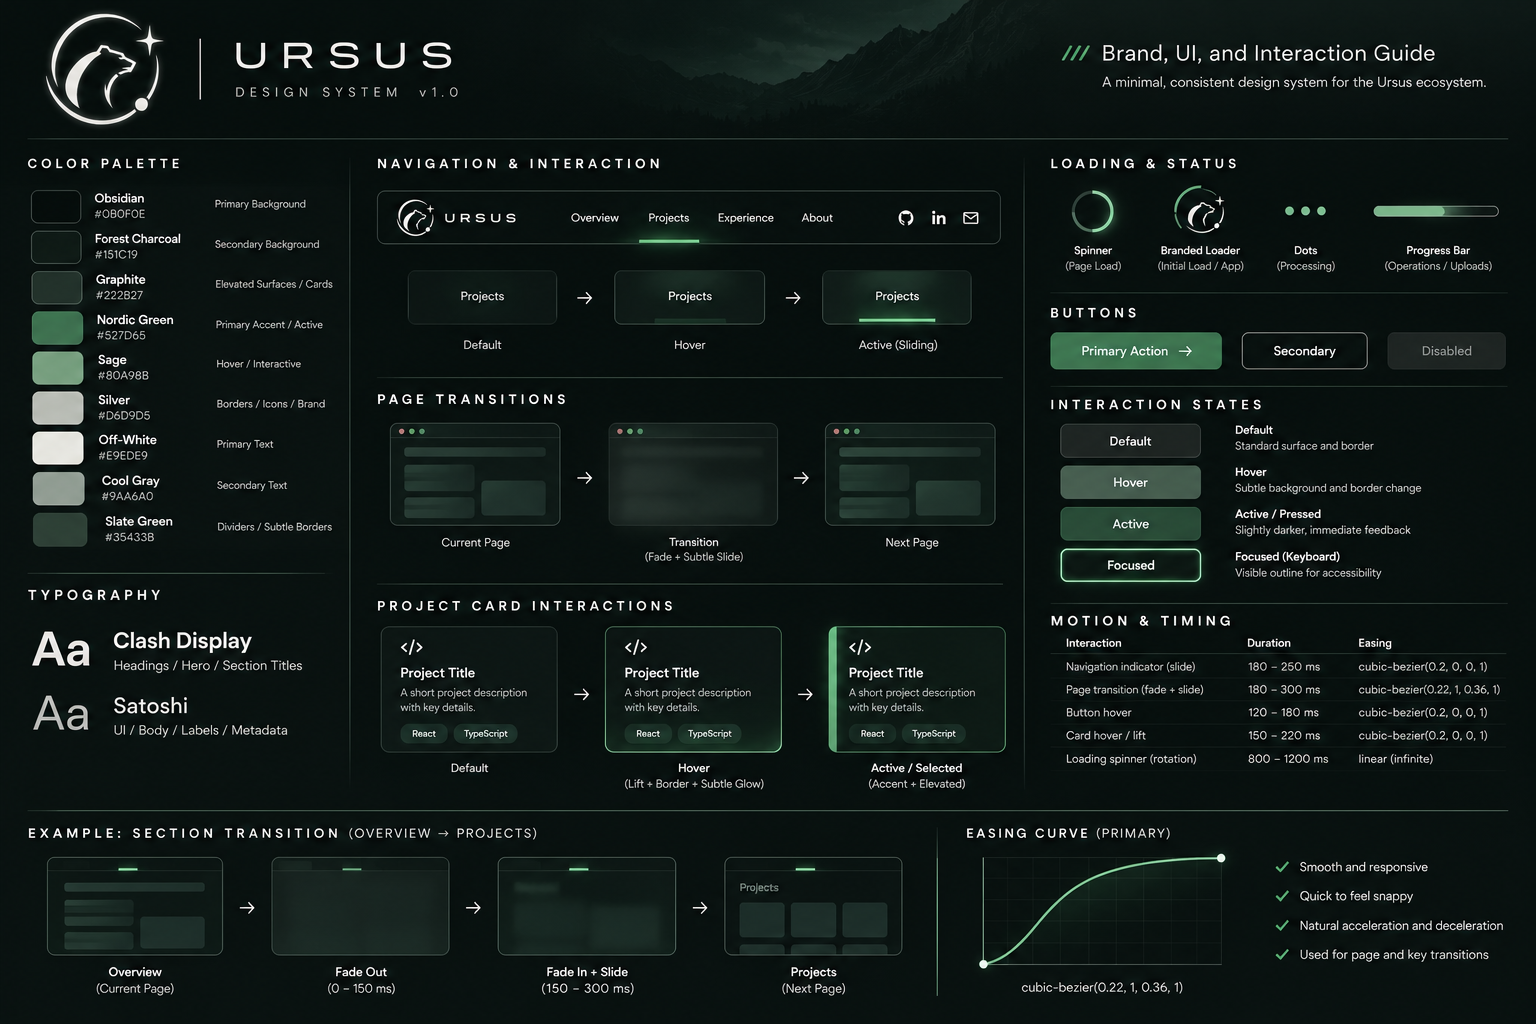 URSUS
DESIGN SYSTEM v1.0
/// Brand, UI, and Interaction Guide
A minimal, consistent design system for the Ursus ecosystem.
COLOR PALETTE
Obsidian
#0B0F0E
Primary Background
Forest Charcoal
#151C19
Secondary Background
Graphite
#222B27
Elevated Surfaces / Cards
Nordic Green
#527D65
Primary Accent / Active
Sage
#80A98B
Hover / Interactive
Silver
#D6D9D5
Borders / Icons / Brand
Off-White
#E9EDE9
Primary Text
Cool Gray
#9AA6A0
Secondary Text
Slate Green
#35433B
Dividers / Subtle Borders
TYPOGRAPHY
Aa
Clash Display
Headings / Hero / Section Titles
Aa
Satoshi
UI / Body / Labels / Metadata
NAVIGATION & INTERACTION
URSUS Overview Projects Experience About in
Projects → Projects → Projects
Default Hover Active (Sliding)
PAGE TRANSITIONS
→ →
Current Page Transition Next Page
(Fade + Subtle Slide)
PROJECT CARD INTERACTIONS
</>
Project Title
A short project description
with key details.
React TypeScript
Default
→
</>
Project Title
A short project description
with key details.
React TypeScript
Hover
(Lift + Border + Subtle Glow)
→
</>
Project Title
A short project description
with key details.
React TypeScript
Active / Selected
(Accent + Elevated)
LOADING & STATUS
Spinner
(Page Load)
Branded Loader
(Initial Load / App)
Dots
(Processing)
Progress Bar
(Operations / Uploads)
BUTTONS
Primary Action → Secondary Disabled
INTERACTION STATES
Default
Default
Standard surface and border
Hover
Hover
Subtle background and border change
Active
Active / Pressed
Slightly darker, immediate feedback
Focused
Focused (Keyboard)
Visible outline for accessibility
MOTION & TIMING
Interaction Duration Easing
Navigation indicator (slide) 180 – 250 ms cubic-bezier(0.2, 0, 0, 1)
Page transition (fade + slide) 180 – 300 ms cubic-bezier(0.22, 1, 0.36, 1)
Button hover 120 – 180 ms cubic-bezier(0.2, 0, 0, 1)
Card hover / lift 150 – 220 ms cubic-bezier(0.2, 0, 0, 1)
Loading spinner (rotation) 800 – 1200 ms linear (infinite)
EXAMPLE: SECTION TRANSITION (OVERVIEW → PROJECTS)
Overview
(Current Page)
→
Fade Out
(0 – 150 ms)
→
Fade In + Slide
(150 – 300 ms)
→
Projects
Projects
(Next Page)
EASING CURVE (PRIMARY)
cubic-bezier(0.22, 1, 0.36, 1)
✓ Smooth and responsive
✓ Quick to feel snappy
✓ Natural acceleration and deceleration
✓ Used for page and key transitions